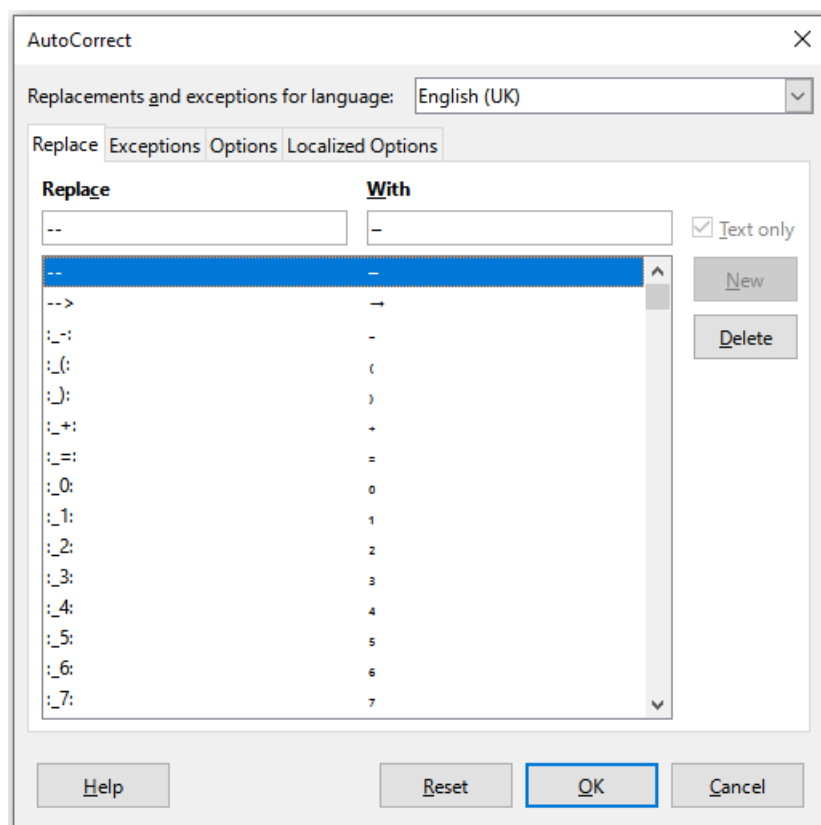 AutoCorrect
Replacements and exceptions for language: English (UK)
Replace Exceptions Options Localized Options
Replace With
-- – Text only
-- –
New
--> →
:_-: ₋
Delete
:_(: ₍
:_): ₎
:_+: ₊
:_=: ₌
:_0: ₀
:_1: ₁
:_2: ₂
:_3: ₃
:_4: ₄
:_5: ₅
:_6: ₆
:_7: ₇
Help Reset OK Cancel